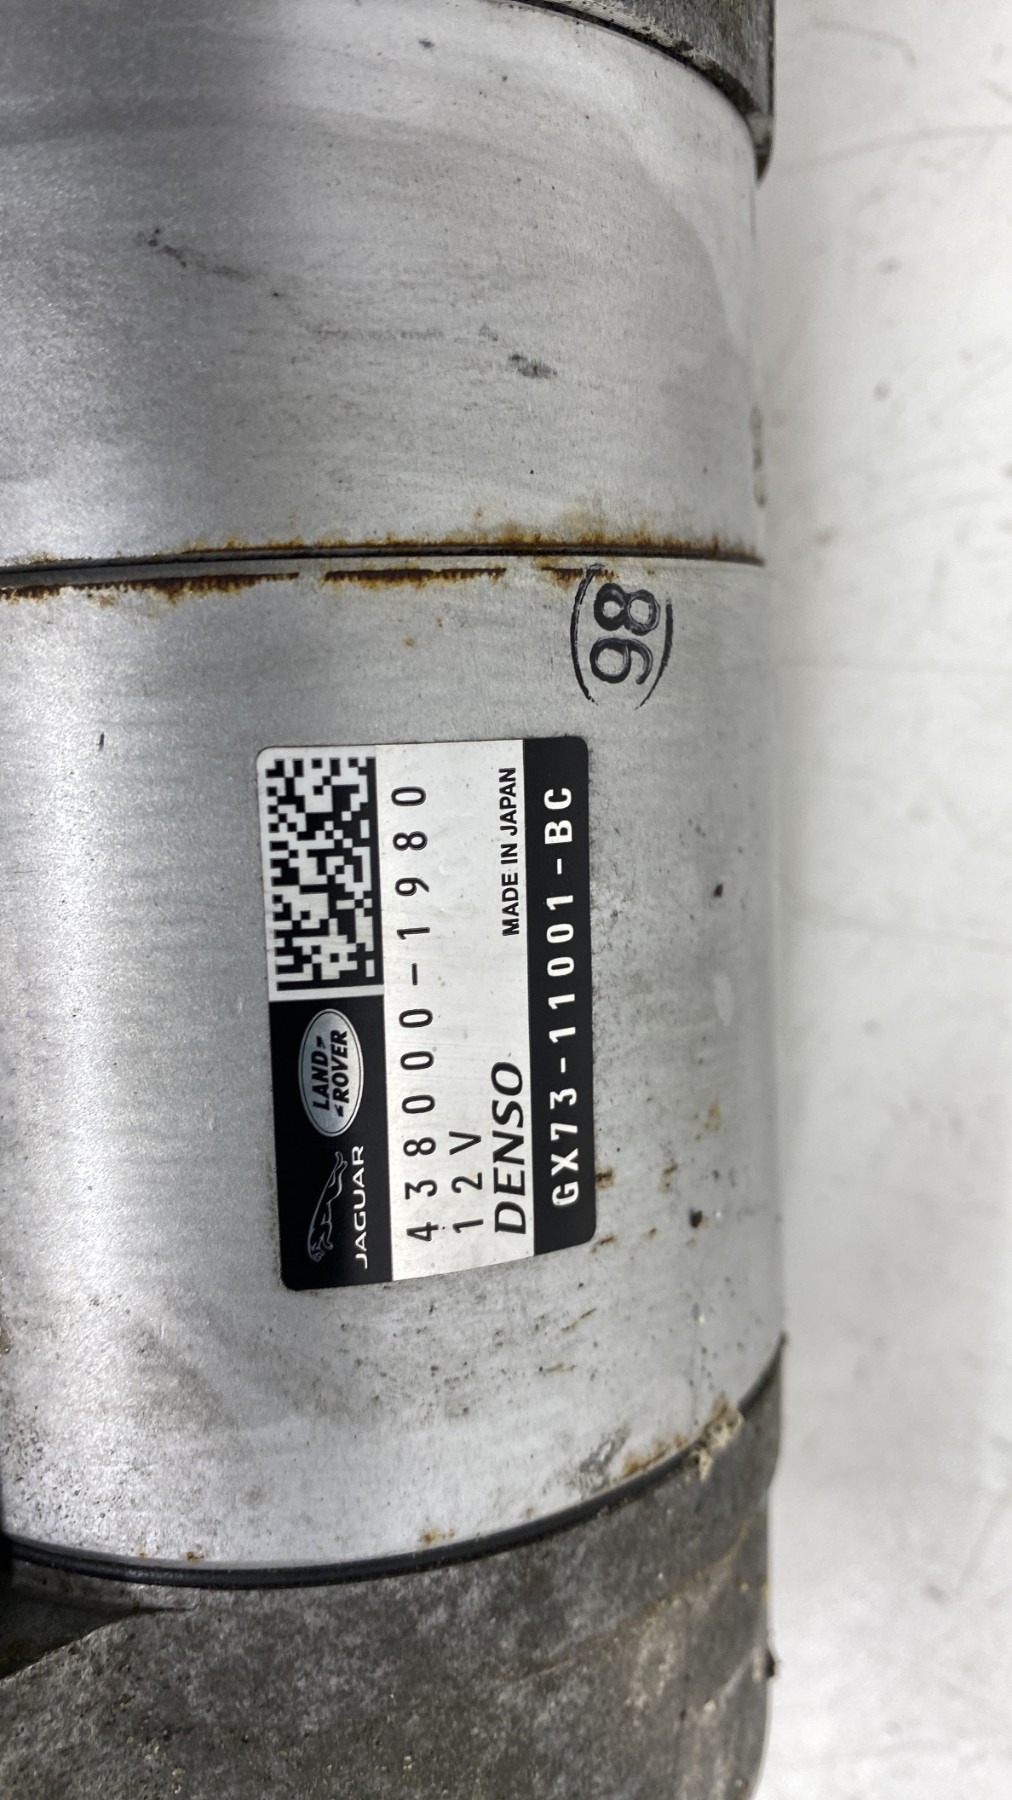 (98)
JAGUAR
LAND
ROVER
438000-1980
12V
DENSO
MADE IN JAPAN
GX73-11001-BC